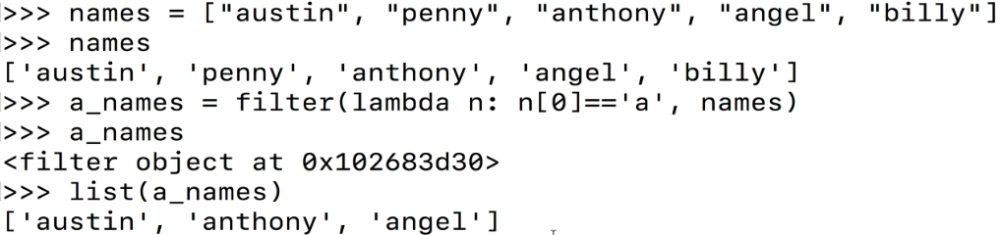 >>> names = ["austin", "penny", "anthony", "angel", "billy"]
>>> names
['austin', 'penny', 'anthony', 'angel', 'billy']
>>> a_names = filter(lambda n: n[0]=='a', names)
>>> a_names
<filter object at 0x102683d30>
>>> list(a_names)
['austin', 'anthony', 'angel']